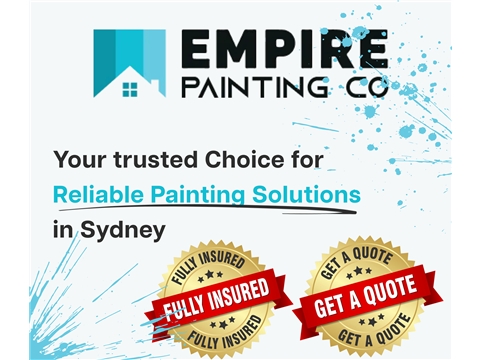 EMPIRE
PAINTING CO
Your trusted Choice for
Reliable Painting Solutions
in Sydney
FULLY INSURED
FULLY INSURED
FULLY INSURED
GET A QUOTE
GET A QUOTE
GET A QUOTE